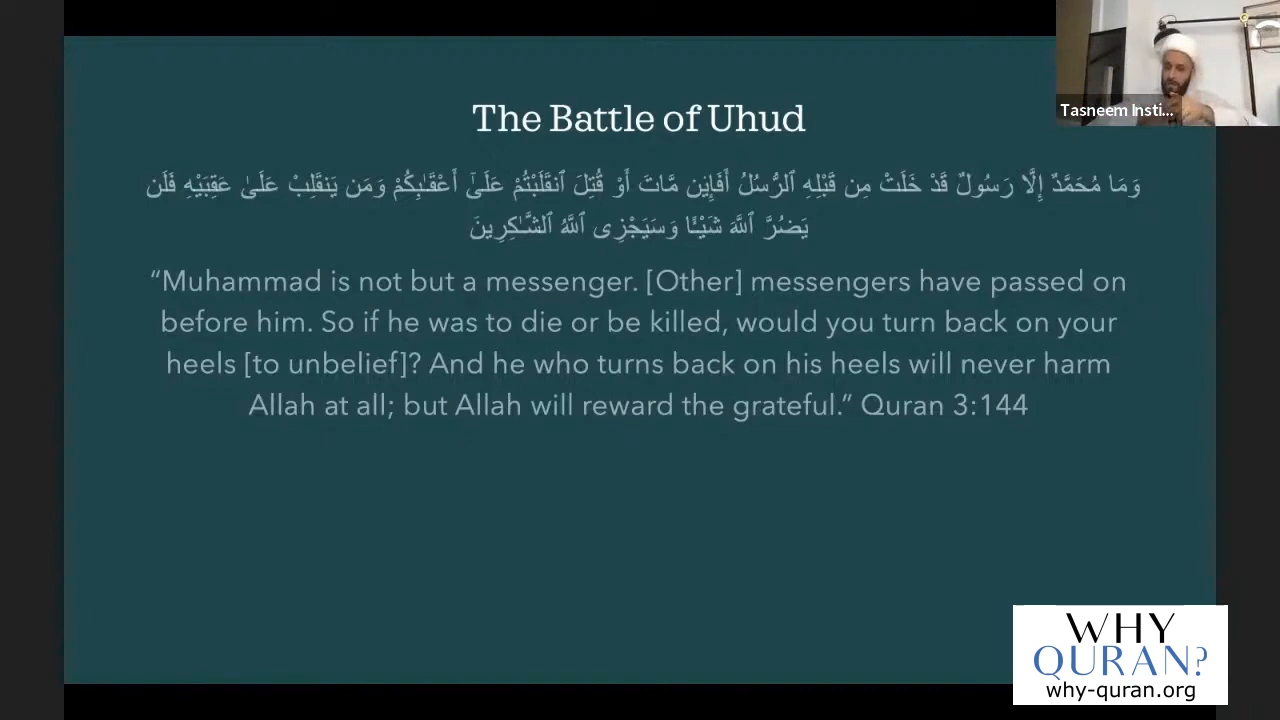 The Battle of Uhud
وَمَا مُحَمَّدٌ إِلَّا رَسُولٌ قَدْ خَلَتْ مِن قَبْلِهِ ٱلرُّسُلُ أَفَإِي۟ن مَّاتَ أَوْ قُتِلَ ٱنقَلَبْتُمْ عَلَىٰٓ أَعْقَـٰبِكُمْ وَمَن يَنقَلِبْ عَلَىٰ عَقِبَيْهِ فَلَن
يَضُرَّ ٱللَّهَ شَيْـًٔا وَسَيَجْزِى ٱللَّهُ ٱلشَّـٰكِرِينَ
“Muhammad is not but a messenger. [Other] messengers have passed on
before him. So if he was to die or be killed, would you turn back on your
heels [to unbelief]? And he who turns back on his heels will never harm
Allah at all; but Allah will reward the grateful.” Quran 3:144
Tasneem Insti...
WHY
QURAN?
why-quran.org